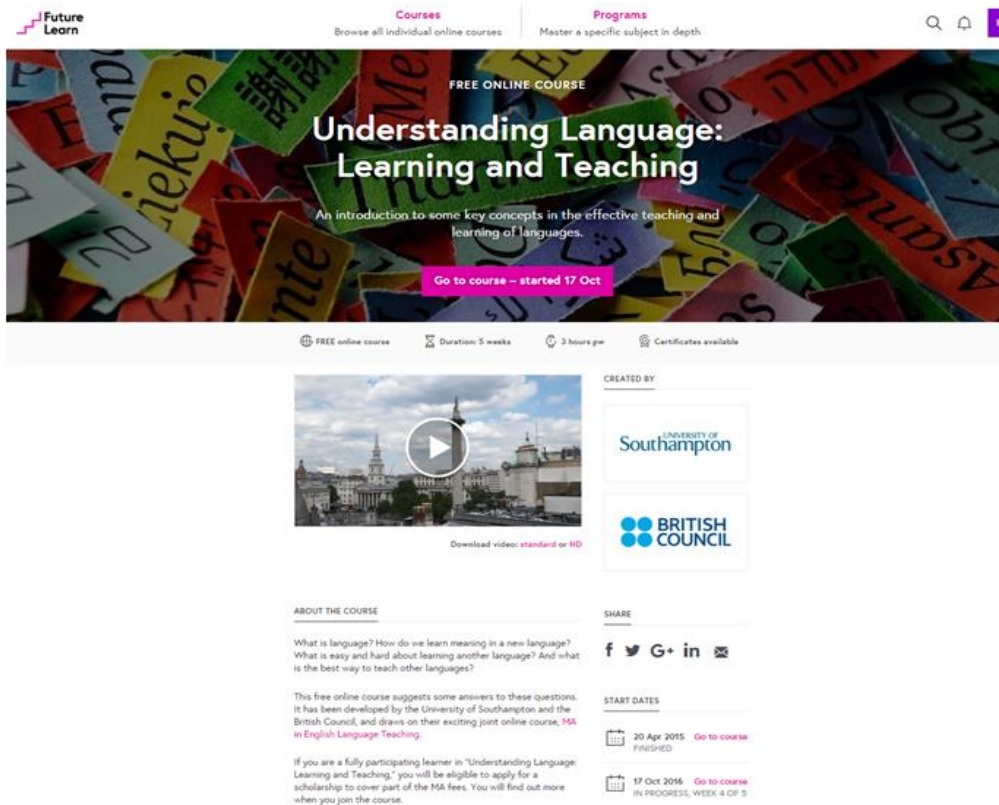 Future
Learn
Courses
Browse all individual online courses
Programs
Master a specific subject in depth
FREE ONLINE COURSE
Understanding Language:
Learning and Teaching
An introduction to some key concepts in the effective teaching and
learning of languages.
Go to course – started 17 Oct
FREE online course
Duration: 5 weeks
3 hours pw
Certificates available
CREATED BY
UNIVERSITY OF
Southampton
BRITISH
COUNCIL
Download video: standard or HD
ABOUT THE COURSE
What is language? How do we learn meaning in a new language?
What is easy and hard about learning another language? And what
is the best way to teach other languages?
This free online course suggests some answers to these questions.
It has been developed by the University of Southampton and the
British Council, and draws on their exciting joint online course, MA
in English Language Teaching.
If you are a fully participating learner in "Understanding Language:
Learning and Teaching," you will be eligible to apply for a
scholarship to cover part of the MA fees. You will find out more
when you join the course.
SHARE
f G+ in
START DATES
20 Apr 2015 Go to course
FINISHED
17 Oct 2016 Go to course
IN PROGRESS, WEEK 4 OF 5